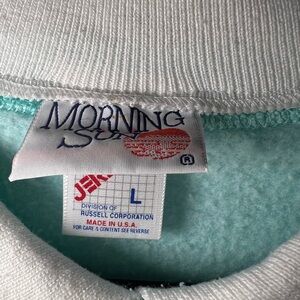 MORNING
SUN
®
L
DIVISION OF
RUSSELL CORPORATION
MADE IN U.S.A.
FOR CARE & CONTENT SEE REVERSE